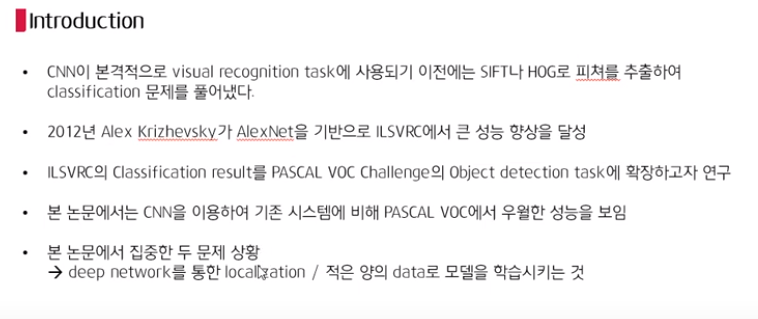 Introduction
• CNN이 본격적으로 visual recognition task에 사용되기 이전에는 SIFT나 HOG로 피쳐를 추출하여
classification 문제를 풀어냈다.
• 2012년 Alex Krizhevsky가 AlexNet을 기반으로 ILSVRC에서 큰 성능 향상을 달성
• ILSVRC의 Classification result를 PASCAL VOC Challenge의 Object detection task에 확장하고자 연구
• 본 논문에서는 CNN을 이용하여 기존 시스템에 비해 PASCAL VOC에서 우월한 성능을 보임
• 본 논문에서 집중한 두 문제 상황
→ deep network를 통한 localization / 적은 양의 data로 모델을 학습시키는 것